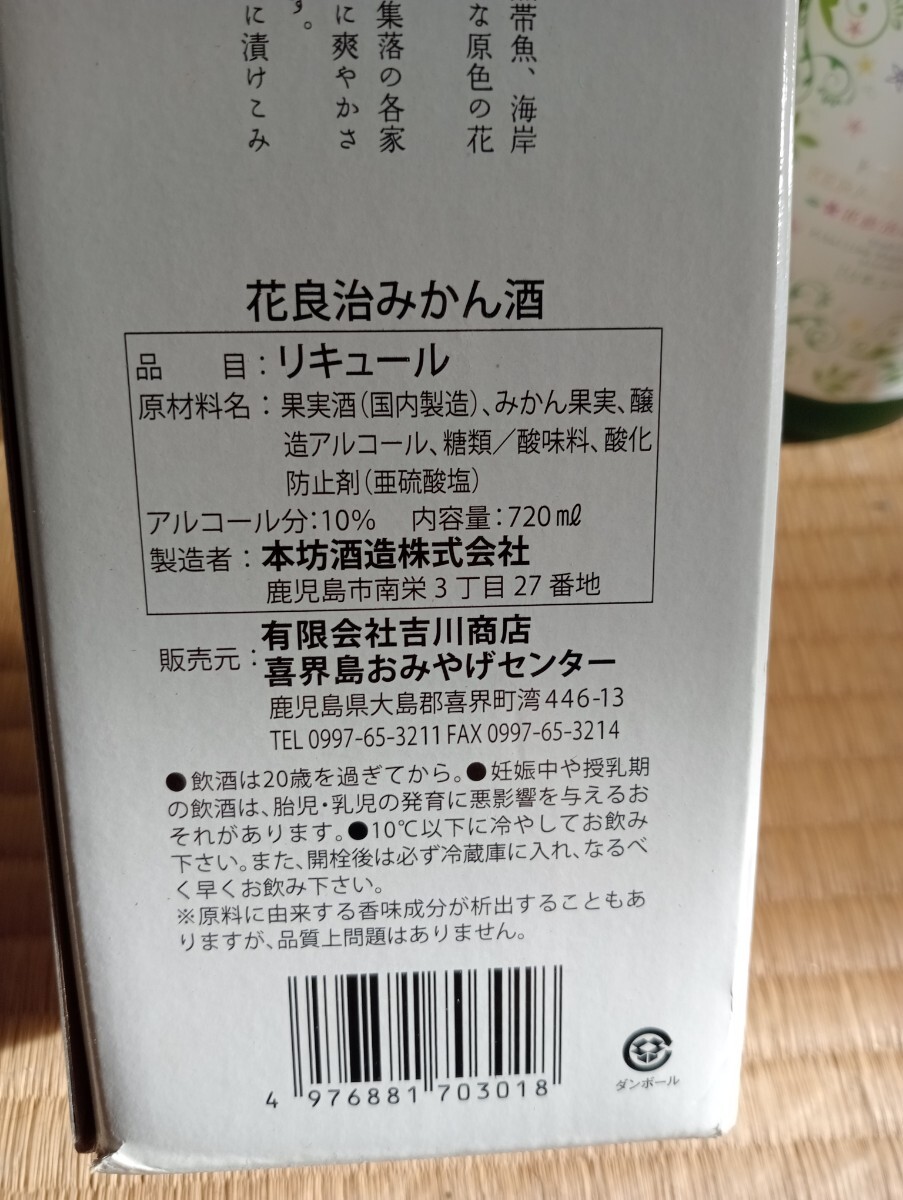 帯魚、海岸
な原色の花
集落の各家
に爽やかさ
す。
に漬けこみ
花良治みかん酒
品　目：リキュール
原材料名：果実酒（国内製造）、みかん果実、醸
造アルコール、糖類／酸味料、酸化
防止剤（亜硫酸塩）
アルコール分：10%　内容量：720㎖
製造者：本坊酒造株式会社
鹿児島市南栄3丁目27番地
販売元：有限会社吉川商店
喜界島おみやげセンター
鹿児島県大島郡喜界町湾446-13
TEL 0997-65-3211 FAX 0997-65-3214
●飲酒は20歳を過ぎてから。●妊娠中や授乳期
の飲酒は、胎児・乳児の発育に悪影響を与えるお
それがあります。●10℃以下に冷やしてお飲み
下さい。また、開栓後は必ず冷蔵庫に入れ、なるべ
く早くお飲み下さい。
※原料に由来する香味成分が析出することもあ
りますが、品質上問題はありません。
4 976881 703018
ダンボール